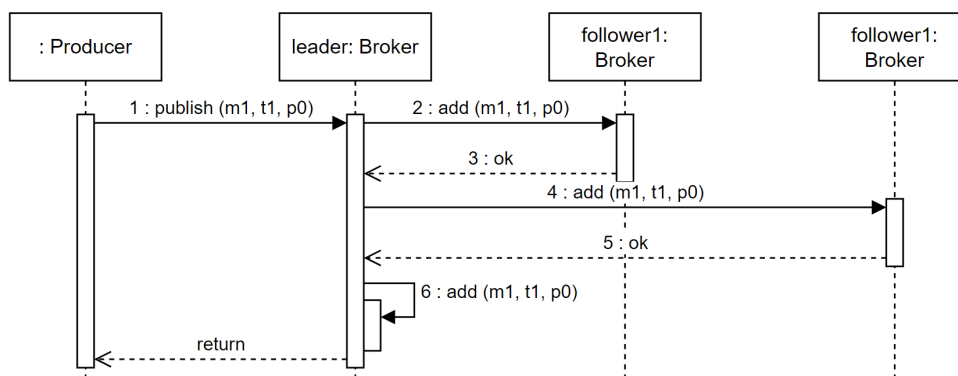 : Producer
leader: Broker
follower1:
Broker
follower1:
Broker
1 : publish (m1, t1, p0)
2 : add (m1, t1, p0)
3 : ok
4 : add (m1, t1, p0)
5 : ok
6 : add (m1, t1, p0)
return